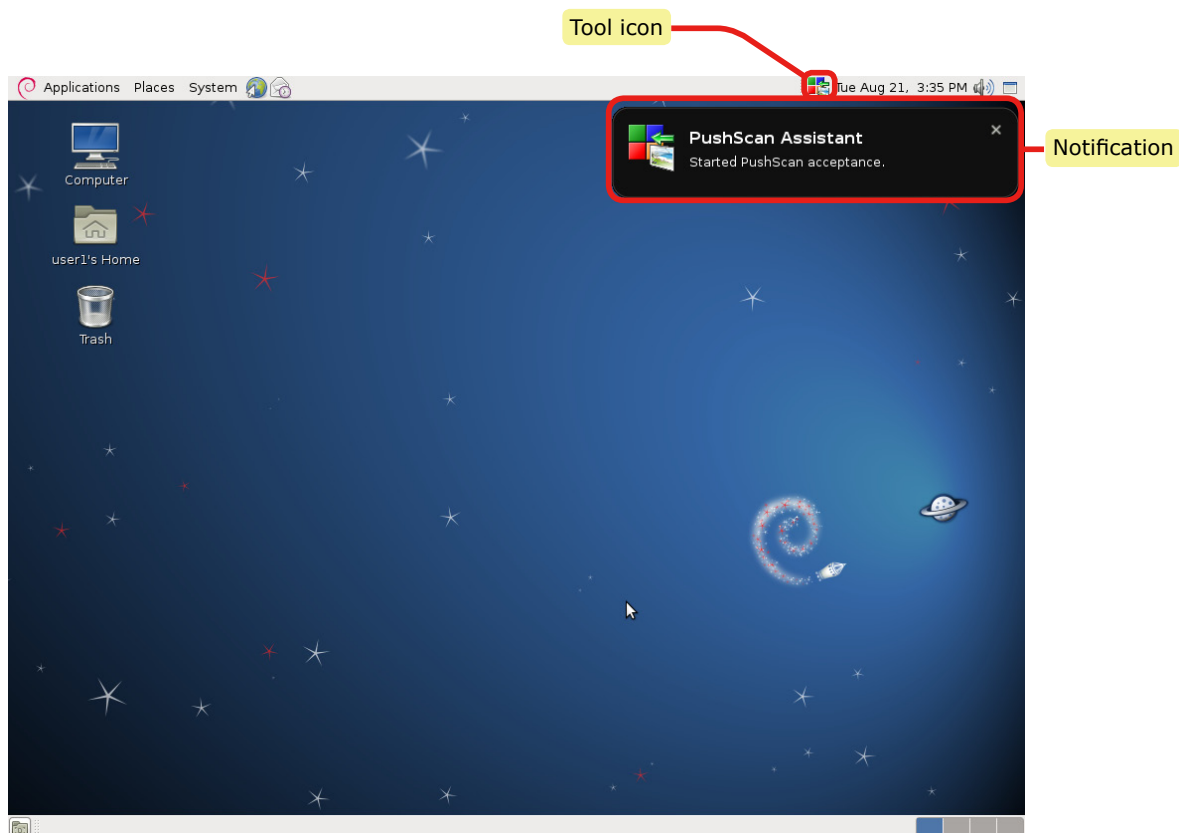 Tool icon
Applications Places System
Tue Aug 21, 3:35 PM
PushScan Assistant
Started PushScan acceptance.
Notification
Computer
user1's Home
Trash